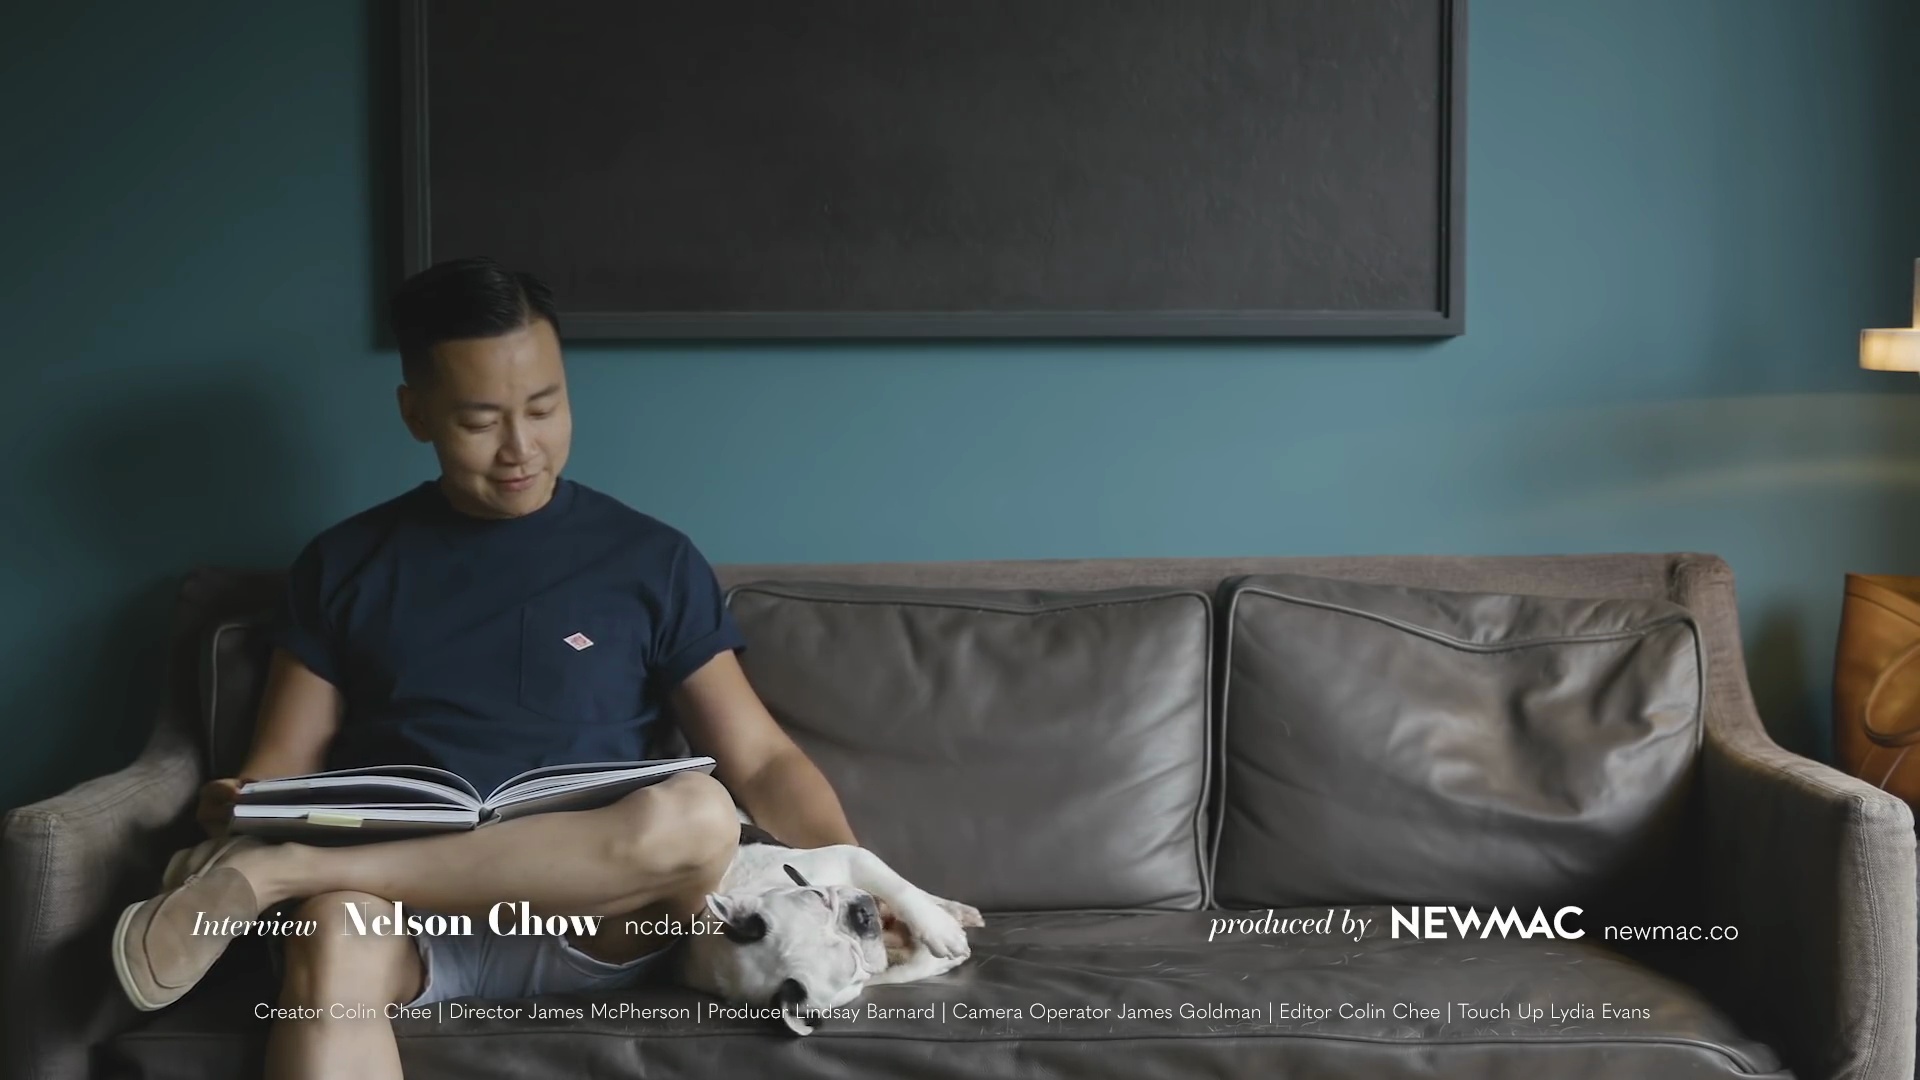 Interview Nelson Chow ncda.biz
produced by NEWMAC newmac.co
Creator Colin Chee | Director James McPherson | Producer Lindsay Barnard | Camera Operator James Goldman | Editor Colin Chee | Touch Up Lydia Evans